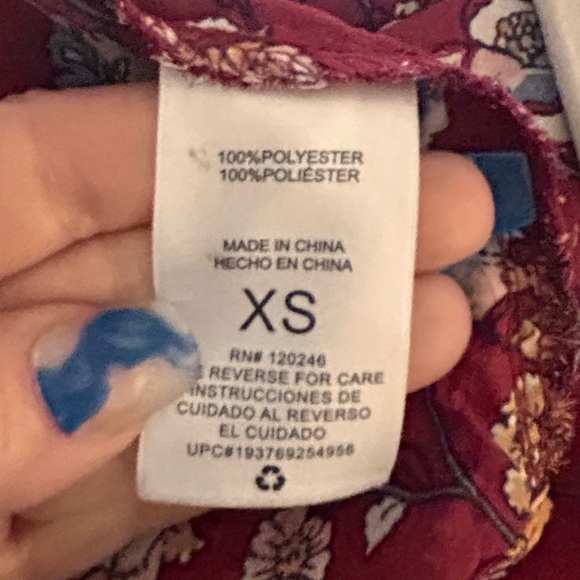 100%POLYESTER
100%POLIÉSTER
MADE IN CHINA
HECHO EN CHINA
XS
RN# 120246
REVERSE FOR CARE
INSTRUCCIONES DE
CUIDADO AL REVERSO
EL CUIDADO
UPC#193769254956